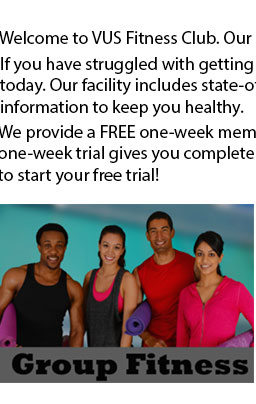 Welcome to VUS Fitness Club. Our
If you have struggled with getting
today. Our facility includes state-o
information to keep you healthy.
We provide a FREE one-week mem
one-week trial gives you complete
to start your free trial!
Group Fitness